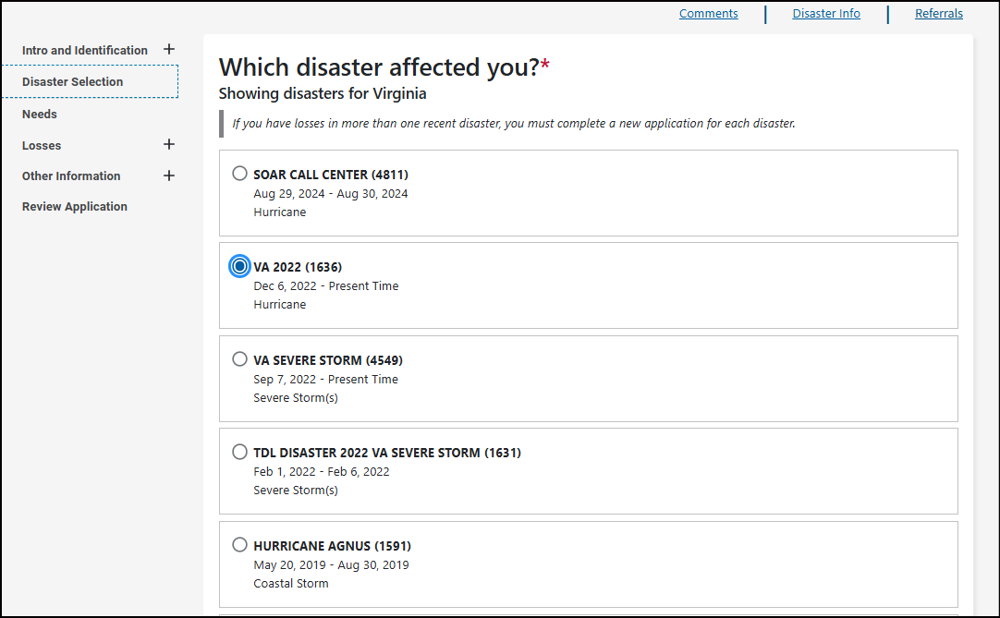 Comments | Disaster Info | Referrals
Intro and Identification +
Disaster Selection
Needs
Losses +
Other Information +
Review Application
Which disaster affected you?*
Showing disasters for Virginia
If you have losses in more than one recent disaster, you must complete a new application for each disaster.
SOAR CALL CENTER (4811)
Aug 29, 2024 - Aug 30, 2024
Hurricane
VA 2022 (1636)
Dec 6, 2022 - Present Time
Hurricane
VA SEVERE STORM (4549)
Sep 7, 2022 - Present Time
Severe Storm(s)
TDL DISASTER 2022 VA SEVERE STORM (1631)
Feb 1, 2022 - Feb 6, 2022
Severe Storm(s)
HURRICANE AGNUS (1591)
May 20, 2019 - Aug 30, 2019
Coastal Storm